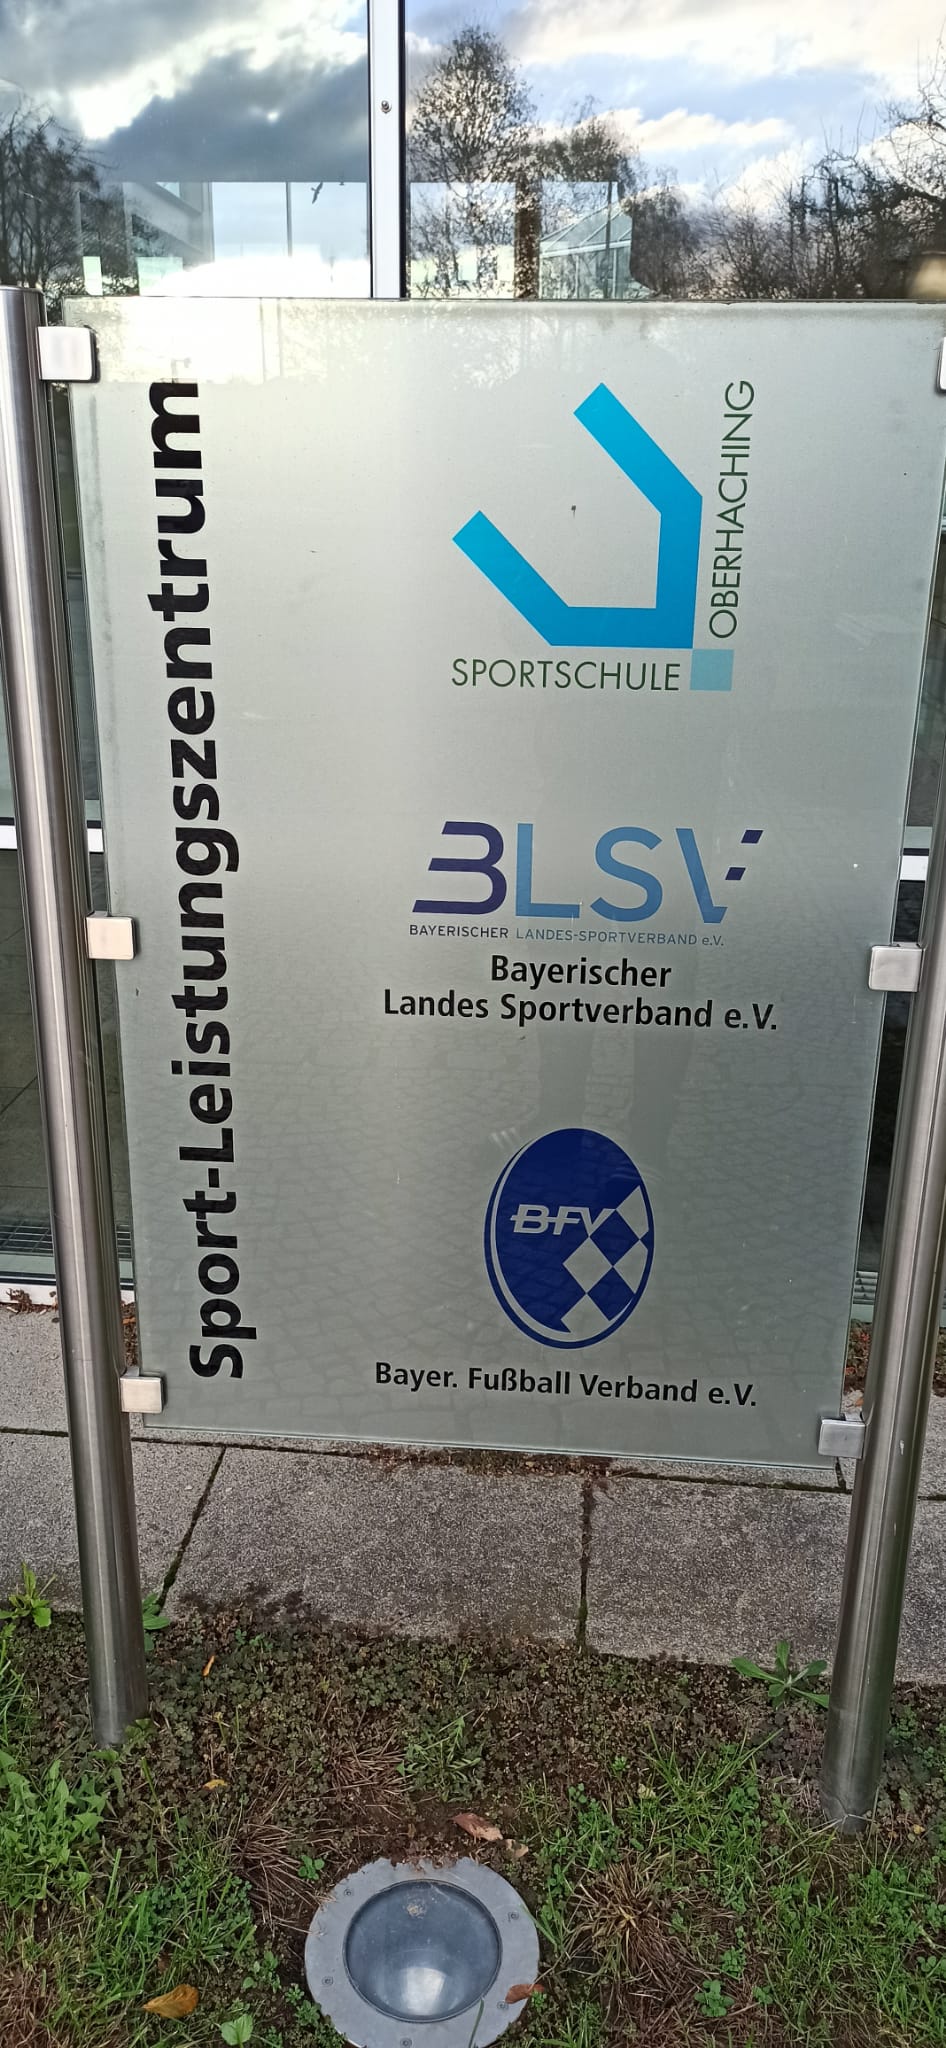 Sport-Leistungszentrum
SPORTSCHULE
OBERHACHING
BLSV
BAYERISCHER LANDES-SPORTVERBAND e.V.
Bayerischer
Landes Sportverband e.V.
BFV
Bayer. Fußball Verband e.V.